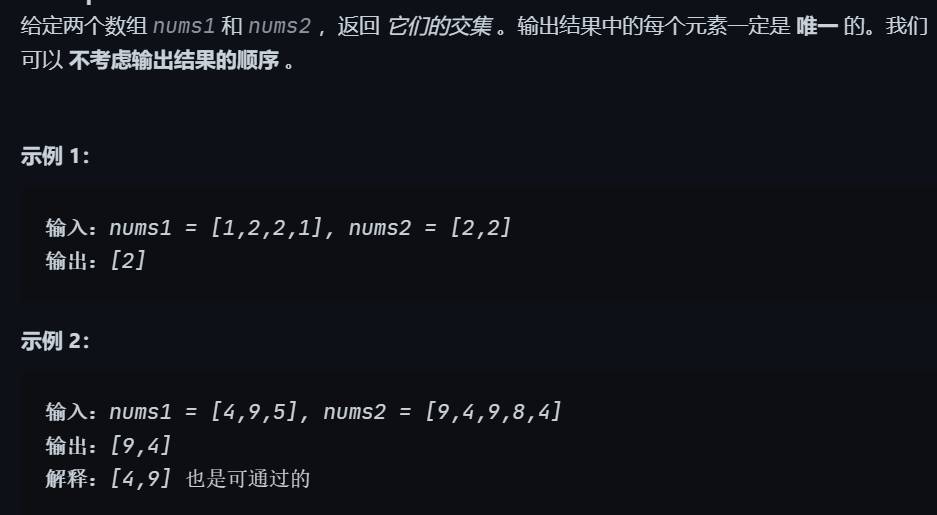 给定两个数组 nums1 和 nums2 ，返回 它们的交集 。输出结果中的每个元素一定是 唯一 的。我们
可以 不考虑输出结果的顺序 。
示例 1：
输入：nums1 = [1,2,2,1], nums2 = [2,2]
输出：[2]
示例 2：
输入：nums1 = [4,9,5], nums2 = [9,4,9,8,4]
输出：[9,4]
解释：[4,9] 也是可通过的